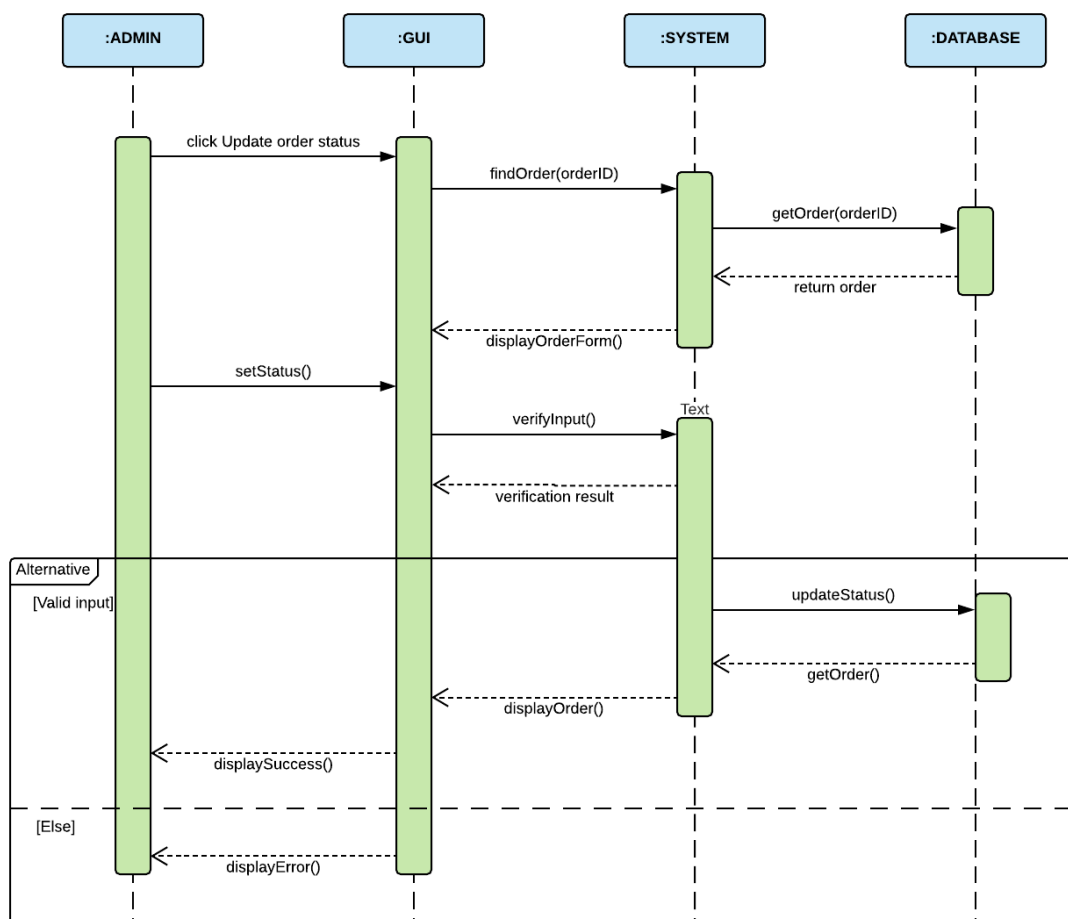 :ADMIN
:GUI
:SYSTEM
:DATABASE
click Update order status
findOrder(orderID)
getOrder(orderID)
return order
displayOrderForm()
setStatus()
Text
verifyInput()
verification result
Alternative
[Valid input]
updateStatus()
getOrder()
displayOrder()
displaySuccess()
[Else]
displayError()